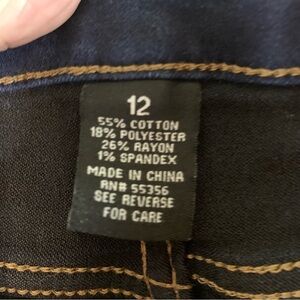 12
55% COTTON
18% POLYESTER
26% RAYON
1% SPANDEX
MADE IN CHINA
RN# 55356
SEE REVERSE
FOR CARE